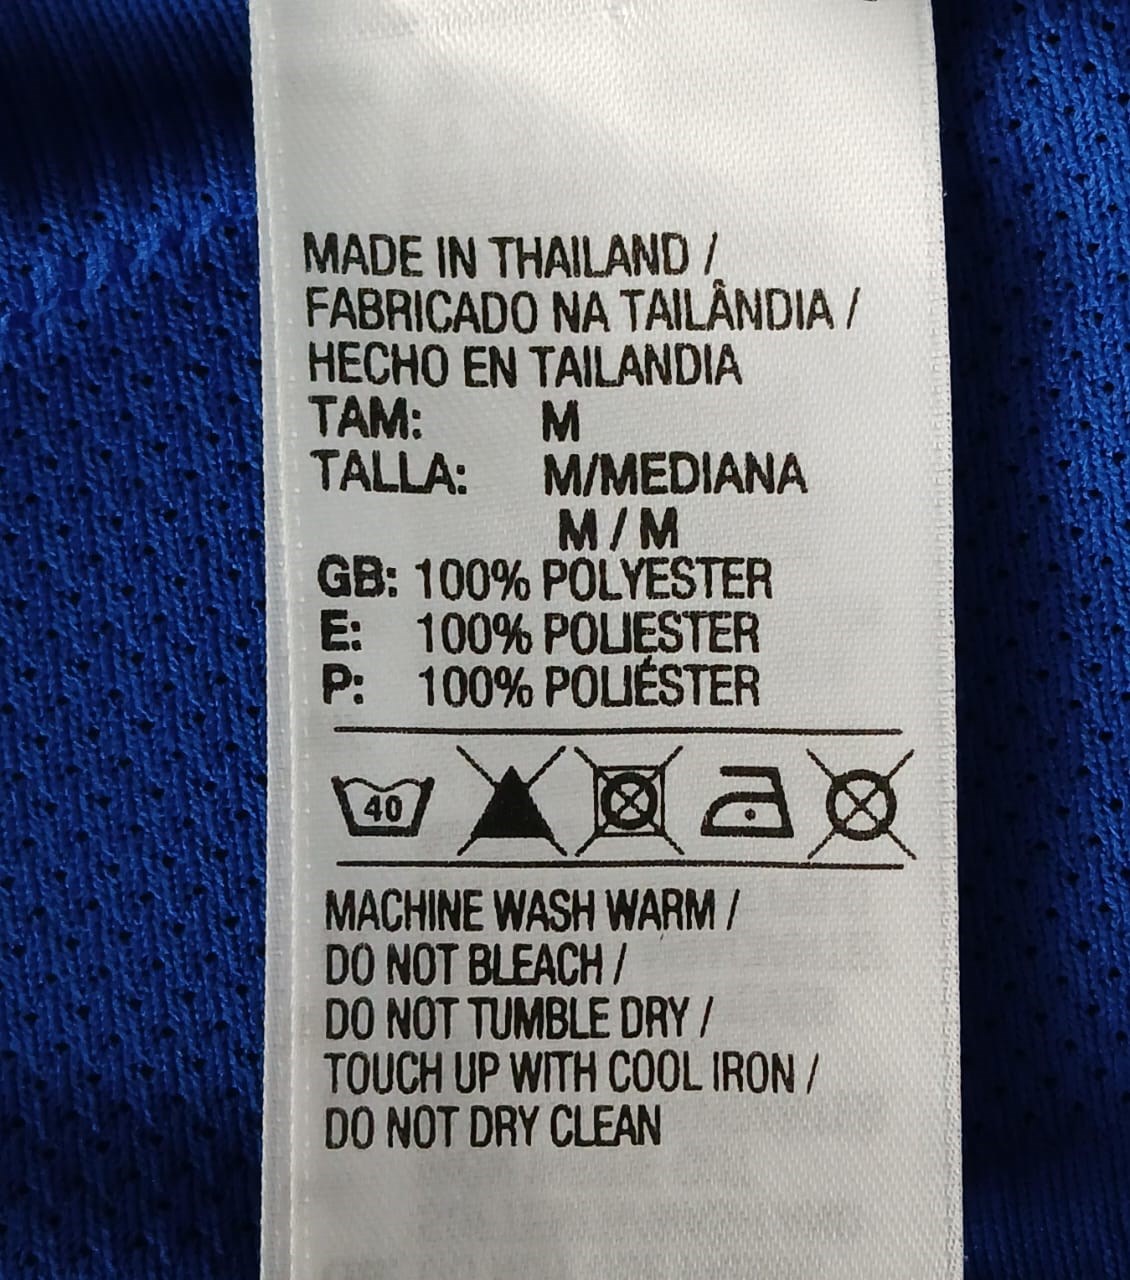 MADE IN THAILAND /
FABRICADO NA TAILÂNDIA /
HECHO EN TAILANDIA
TAM: M
TALLA: M/MEDIANA
M / M
GB: 100% POLYESTER
E: 100% POLIESTER
P: 100% POLIÉSTER
40
MACHINE WASH WARM /
DO NOT BLEACH /
DO NOT TUMBLE DRY /
TOUCH UP WITH COOL IRON /
DO NOT DRY CLEAN